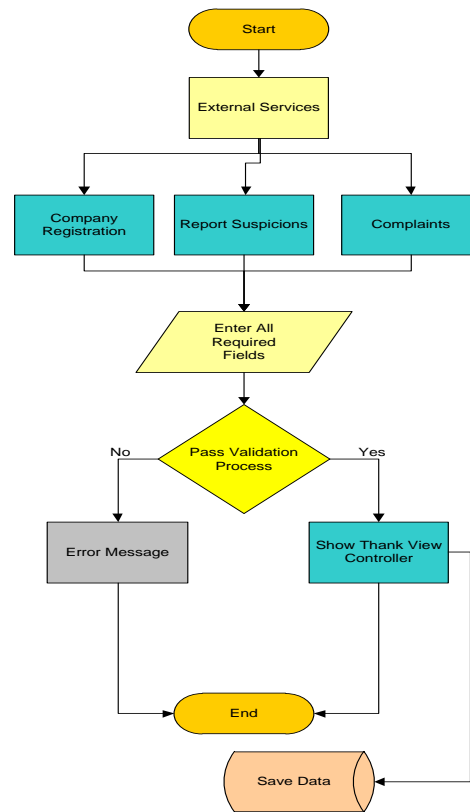 Start
External Services
Company
Registration
Report Suspicions
Complaints
Enter All
Required
Fields
No
Pass Validation
Process
Yes
Error Message
Show Thank View
Controller
End
Save Data